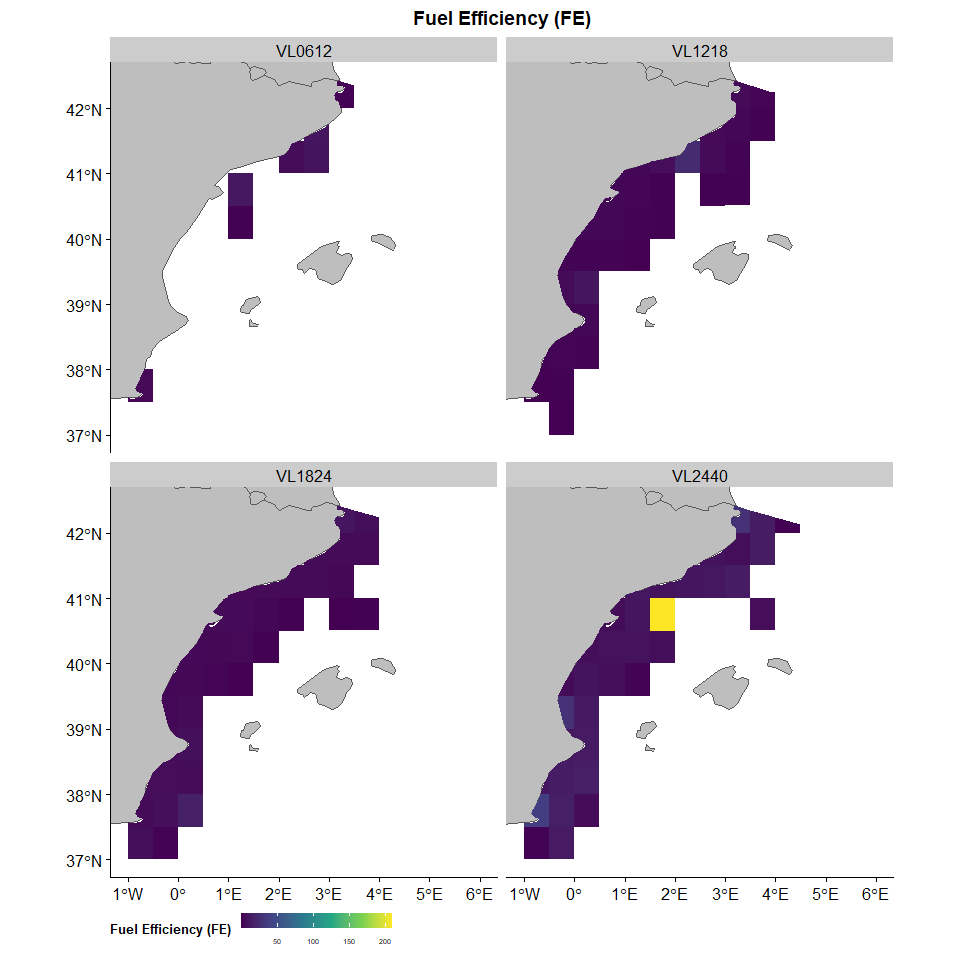 Fuel Efficiency (FE)
VL0612 VL1218
42°N
41°N
40°N
39°N
38°N
37°N
VL1824 VL2440
42°N
41°N
40°N
39°N
38°N
37°N
1°W 0° 1°E 2°E 3°E 4°E 5°E 6°E 1°W 0° 1°E 2°E 3°E 4°E 5°E 6°E
Fuel Efficiency (FE)
50 100 150 200